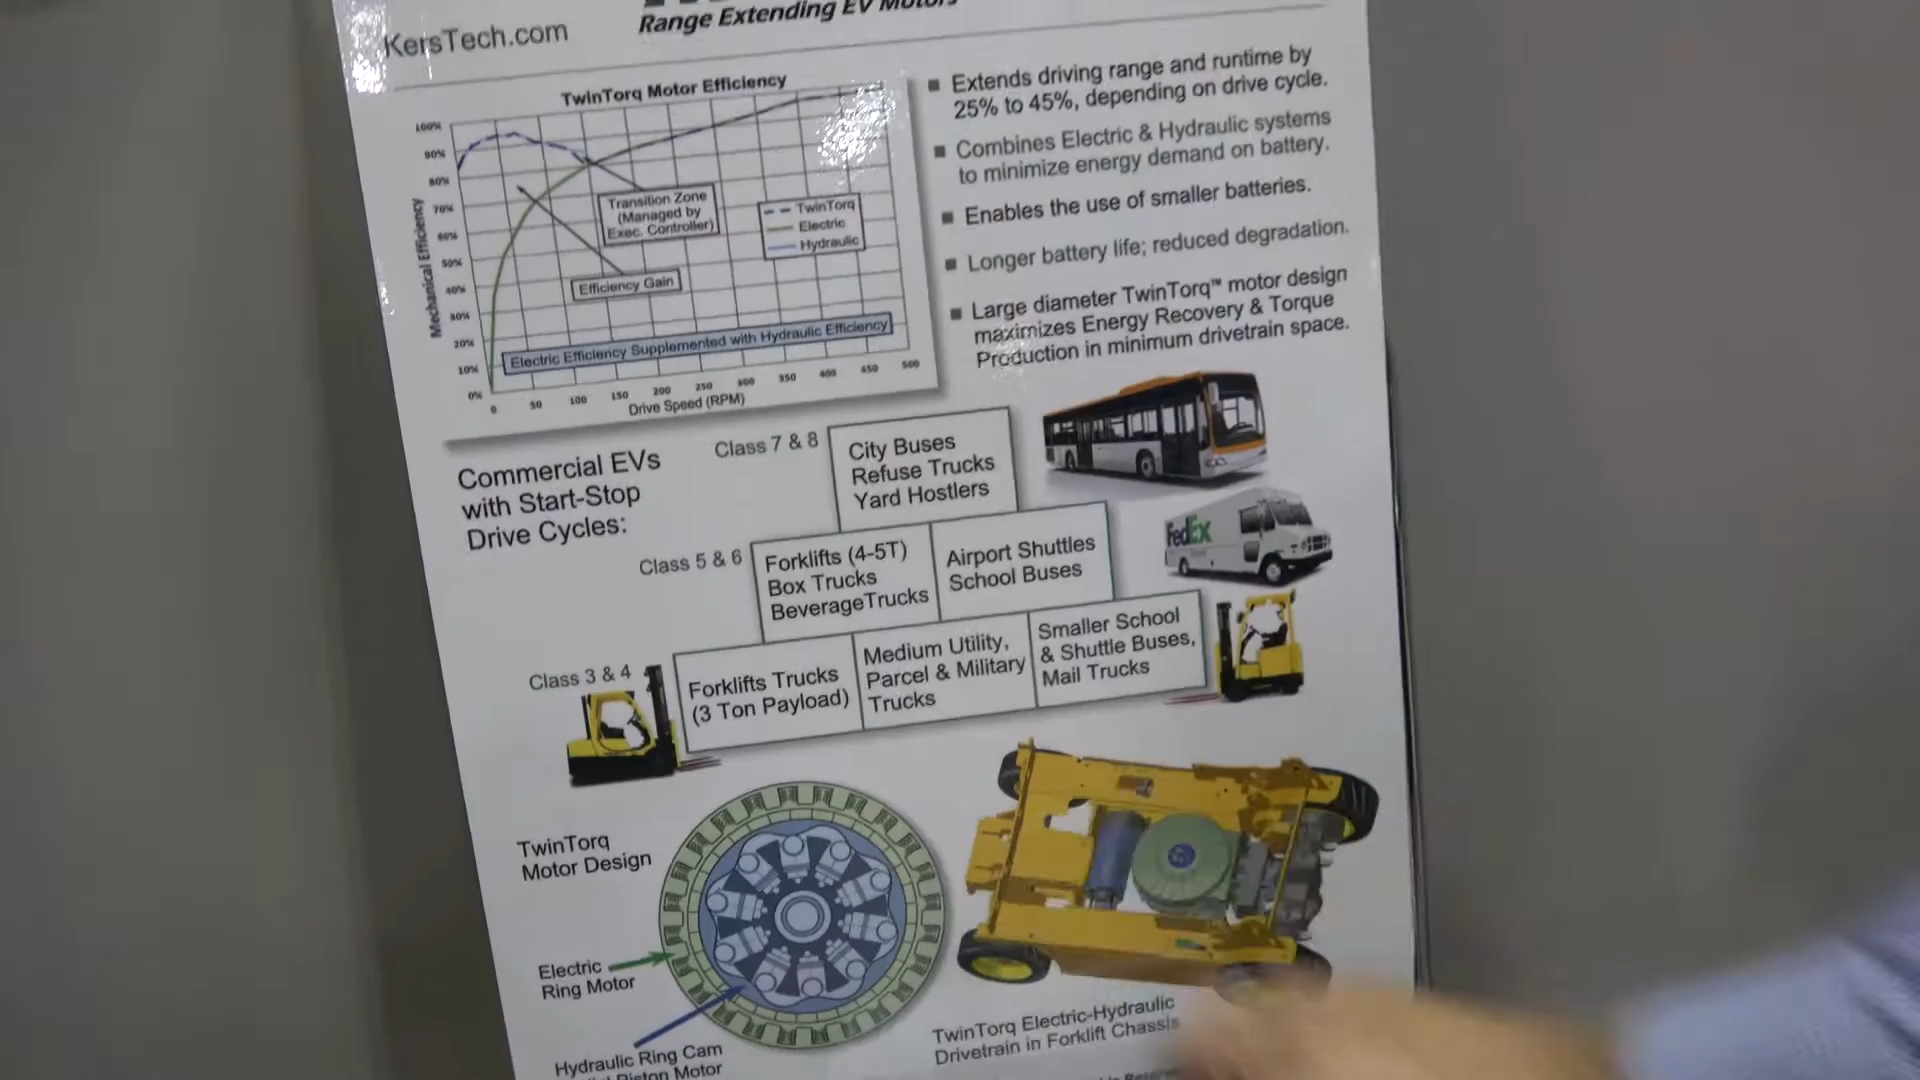 KersTech.com
Range Extending EV Motors
TwinTorq Motor Efficiency
Mechanical Efficiency
100%
90%
80%
70%
60%
50%
40%
30%
20%
10%
0%
Transition Zone
(Managed by
Exec. Controller)
TwinTorq
Electric
Hydraulic
Efficiency Gain
Electric Efficiency Supplemented with Hydraulic Efficiency
0 50 100 150 200 250 300 350 400 450 500
Drive Speed (RPM)
Extends driving range and runtime by
25% to 45%, depending on drive cycle.
Combines Electric & Hydraulic systems
to minimize energy demand on battery.
Enables the use of smaller batteries.
Longer battery life; reduced degradation.
Large diameter TwinTorq™ motor design
maximizes Energy Recovery & Torque
Production in minimum drivetrain space.
Commercial EVs
with Start-Stop
Drive Cycles:
Class 7 & 8
City Buses
Refuse Trucks
Yard Hostlers
Class 5 & 6
Forklifts (4-5T)
Box Trucks
BeverageTrucks
Airport Shuttles
School Buses
FedEx
Class 3 & 4
Forklifts Trucks
(3 Ton Payload)
Medium Utility,
Parcel & Military
Trucks
Smaller School
& Shuttle Buses,
Mail Trucks
TwinTorq
Motor Design
Electric
Ring Motor
Hydraulic Ring Cam
Piston Motor
TwinTorq Electric-Hydraulic
Drivetrain in Forklift Chassis